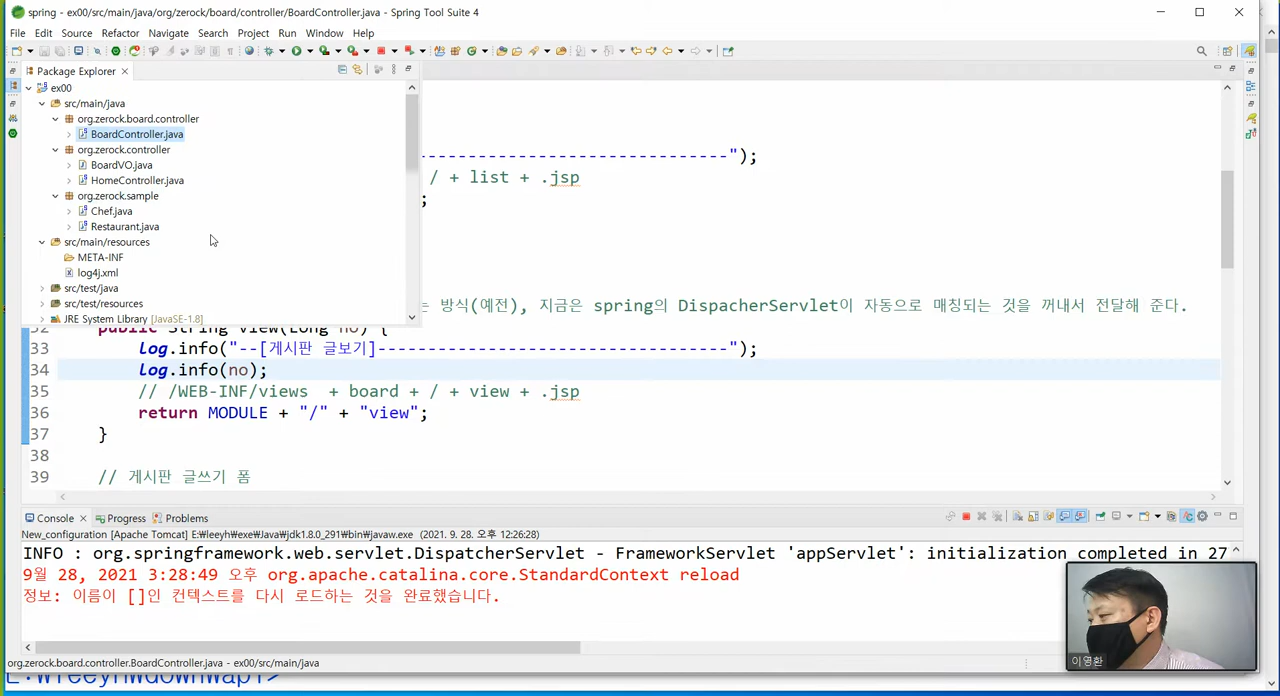 spring - ex00/src/main/java/org/zerock/board/controller/BoardController.java - Spring Tool Suite 4
File Edit Source Refactor Navigate Search Project Run Window Help
Package Explorer
ex00
src/main/java
org.zerock.board.controller
BoardController.java
org.zerock.controller
BoardVO.java
HomeController.java
org.zerock.sample
Chef.java
Restaurant.java
src/main/resources
META-INF
log4j.xml
src/test/java
src/test/resources
JRE System Library [JavaSE-1.8]
---------------------------------");
/ + list + .jsp
;
방식(예전), 지금은 spring의 DispacherServlet이 자동으로 매칭되는 것을 꺼내서 전달해 준다.
32 public String view(Long no) {
33 log.info("--[게시판 글보기]-----------------------------------");
34 log.info(no);
35 // /WEB-INF/views + board + / + view + .jsp
36 return MODULE + "/" + "view";
37 }
38
39 // 게시판 글쓰기 폼
Console Progress Problems
New_configuration [Apache Tomcat] E:₩leeyh₩exe₩Java₩jdk1.8.0_291₩bin₩javaw.exe (2021. 9. 28. 오후 12:26:28)
INFO : org.springframework.web.servlet.DispatcherServlet - FrameworkServlet 'appServlet': initialization completed in 27
9월 28, 2021 3:28:49 오후 org.apache.catalina.core.StandardContext reload
정보: 이름이 []인 컨텍스트를 다시 로드하는 것을 완료했습니다.
이영환
org.zerock.board.controller.BoardController.java - ex00/src/main/java